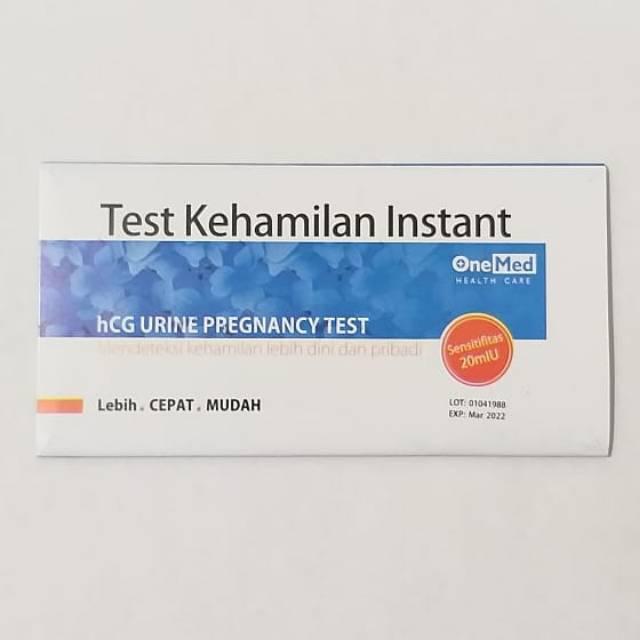 Test Kehamilan Instant
OneMed
HEALTH CARE
hCG URINE PREGNANCY TEST
Mendeteksi kehamilan lebih dini dan pribadi
Sensitifitas
20mIU
Lebih. CEPAT. MUDAH
LOT: 01041988
EXP: Mar 2022